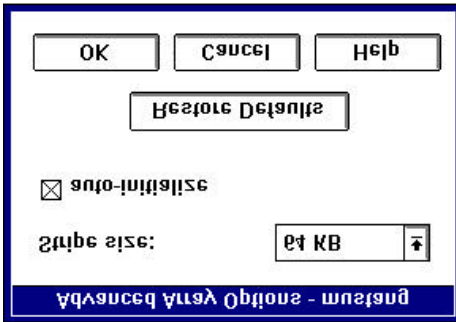 Advanced Array Options - mustang
Stripe size: 64 KB
auto-initialize
Restore Defaults
OK Cancel Help